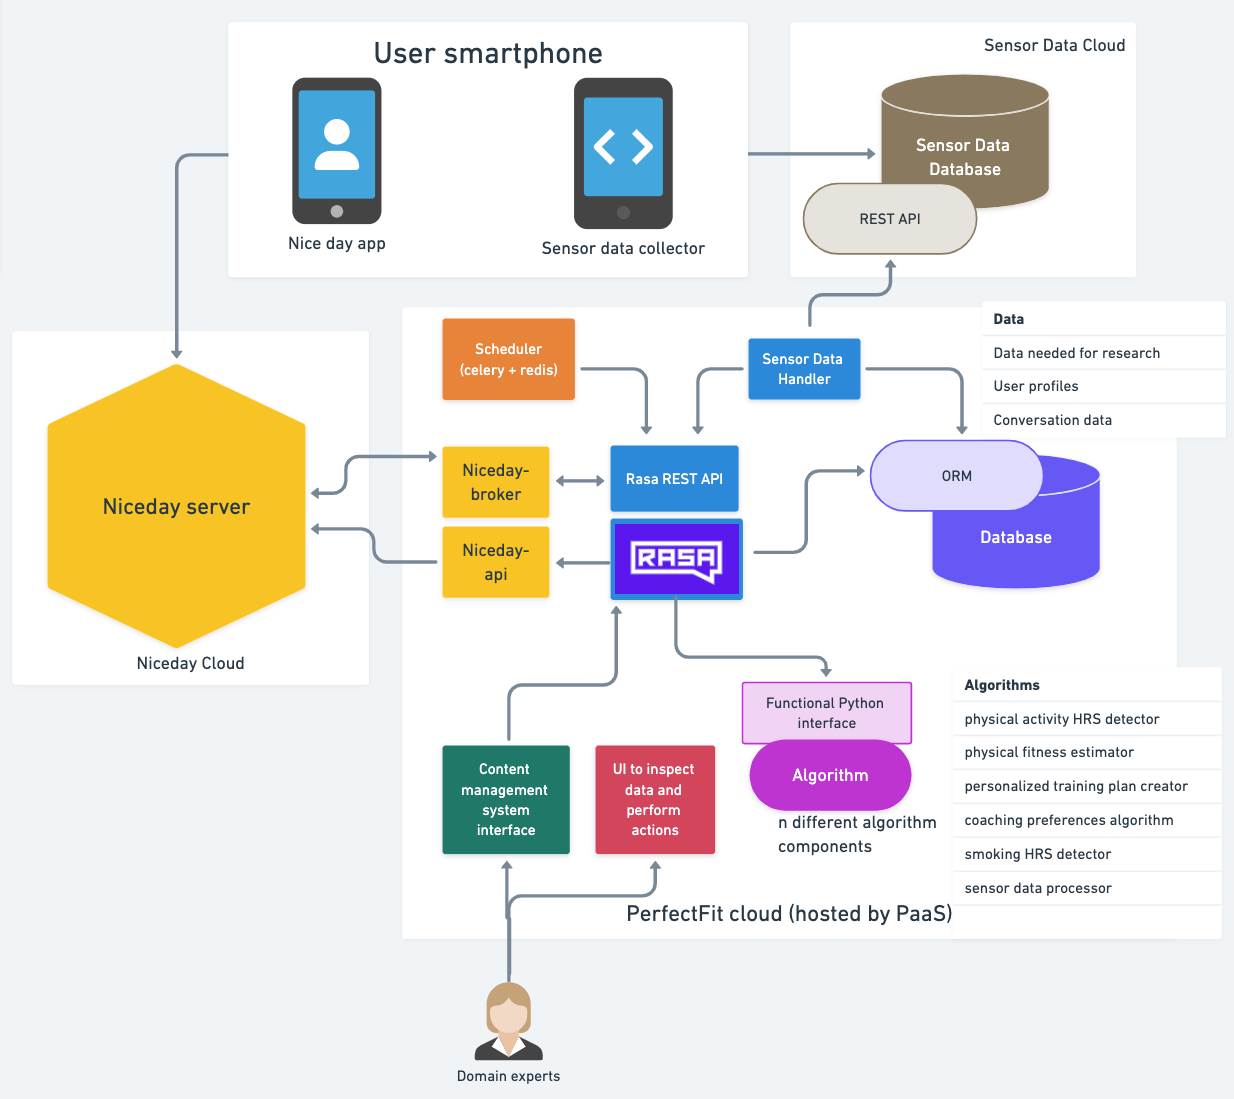 User smartphone
Nice day app
Sensor data collector
Sensor Data Cloud
Sensor Data
Database
REST API
Scheduler
(celery + redis)
Sensor Data
Handler
Data
Data needed for research
User profiles
Conversation data
Niceday server
Niceday Cloud
Niceday-
broker
Rasa REST API
Niceday-
api
RASA
ORM
Database
Functional Python
interface
Algorithm
n different algorithm
components
Algorithms
physical activity HRS detector
physical fitness estimator
personalized training plan creator
coaching preferences algorithm
smoking HRS detector
sensor data processor
Content
management
system
interface
UI to inspect
data and
perform
actions
PerfectFit cloud (hosted by PaaS)
Domain experts